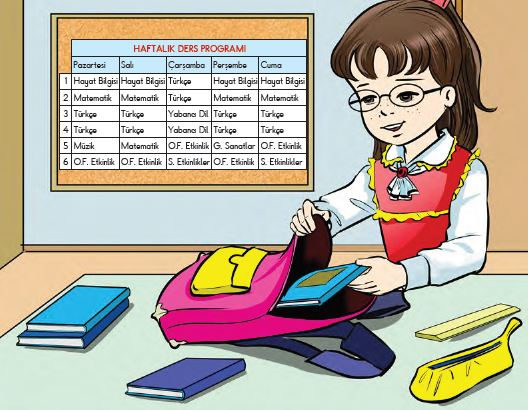 HAFTALIK DERS PROGRAMI
Pazartesi Salı Çarşamba Perşembe Cuma
1 Hayat Bilgisi Hayat Bilgisi Türkçe Hayat Bilgisi Hayat Bilgisi
2 Matematik Matematik Türkçe Matematik Matematik
3 Türkçe Türkçe Yabancı Dil Türkçe Türkçe
4 Türkçe Türkçe Yabancı Dil Türkçe Türkçe
5 Müzik Matematik O.F. Etkinlik G. Sanatlar O.F. Etkinlik
6 O.F. Etkinlik O.F. Etkinlik S. Etkinlikler O.F. Etkinlik S. Etkinlikler